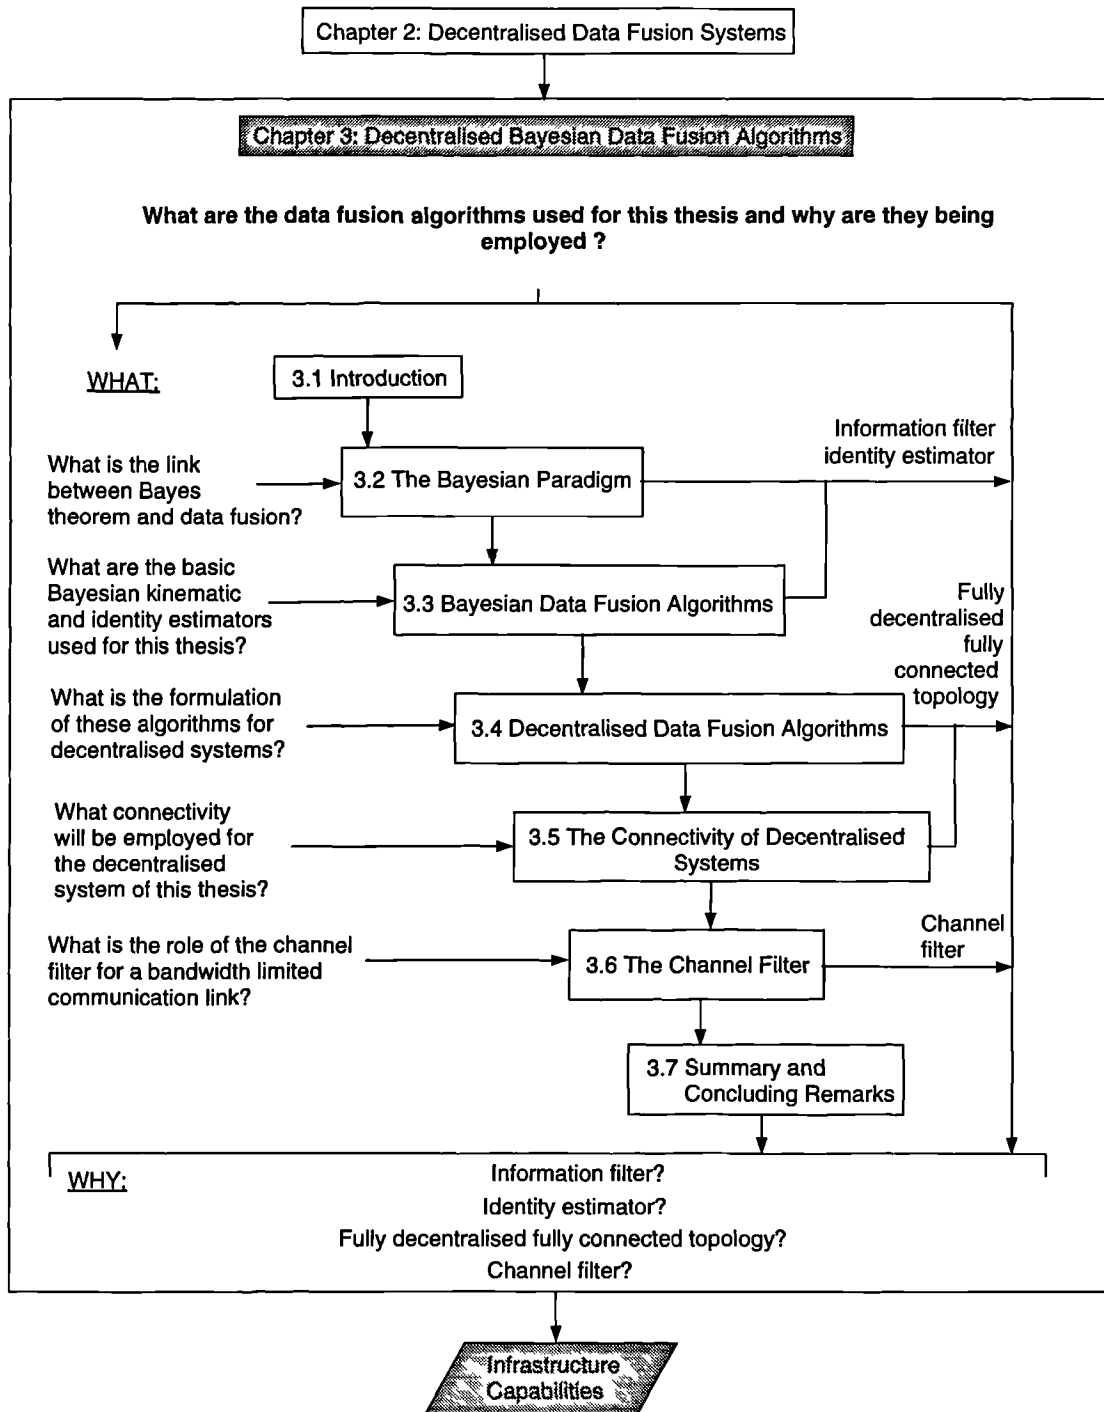 Chapter 2: Decentralised Data Fusion Systems
Chapter 3: Decentralised Bayesian Data Fusion Algorithms
What are the data fusion algorithms used for this thesis and why are they being
employed ?
WHAT:
3.1 Introduction
Information filter
identity estimator
What is the link
between Bayes
theorem and data fusion?
3.2 The Bayesian Paradigm
What are the basic
Bayesian kinematic
and identity estimators
used for this thesis?
3.3 Bayesian Data Fusion Algorithms
Fully
decentralised
fully
connected
topology
What is the formulation
of these algorithms for
decentralised systems?
3.4 Decentralised Data Fusion Algorithms
What connectivity
will be employed for
the decentralised
system of this thesis?
3.5 The Connectivity of Decentralised
Systems
What is the role of the channel
filter for a bandwidth limited
communication link?
3.6 The Channel Filter
Channel
filter
3.7 Summary and
Concluding Remarks
WHY:
Information filter?
Identity estimator?
Fully decentralised fully connected topology?
Channel filter?
Infrastructure
Capabilities